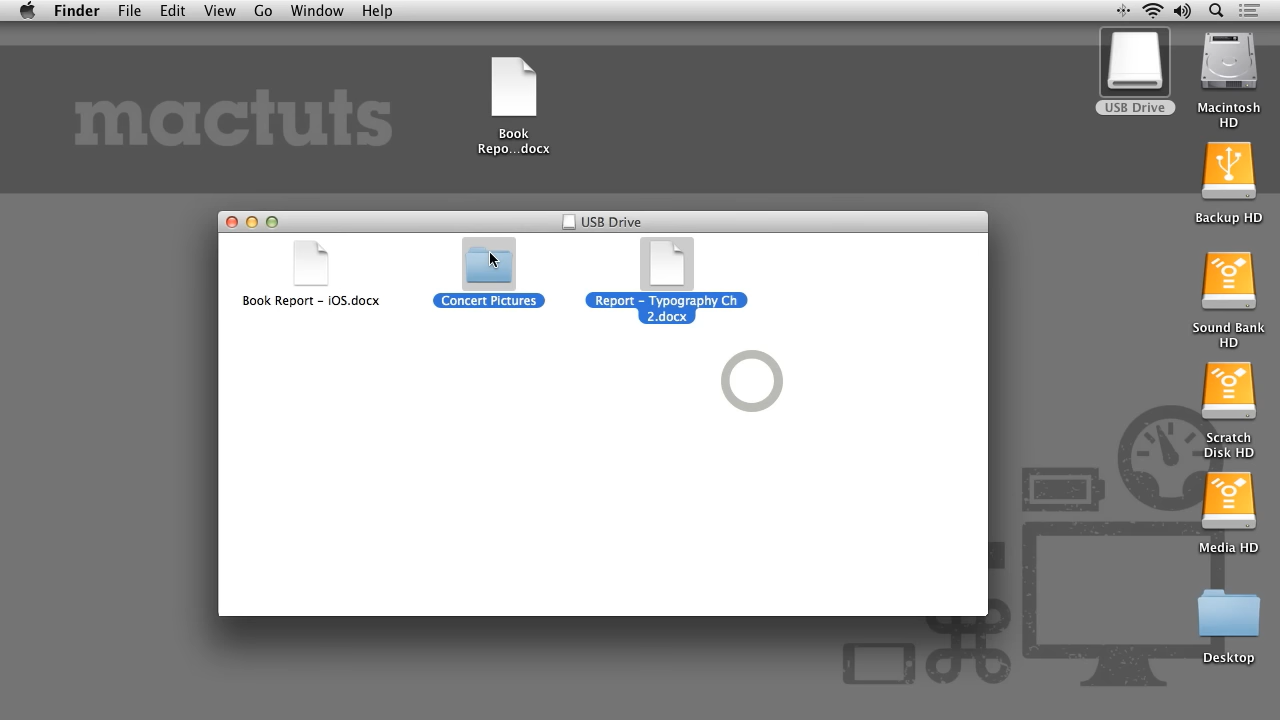 Finder File Edit View Go Window Help
mactuts
Book
Repo...docx
USB Drive
Macintosh
HD
Backup HD
Sound Bank
HD
Scratch
Disk HD
Media HD
Desktop
USB Drive
Book Report – iOS.docx
Concert Pictures
Report – Typography Ch
2.docx